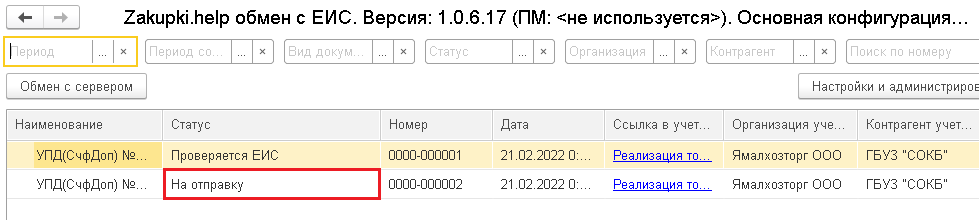 Zakupki.help обмен с ЕИС. Версия: 1.0.6.17 (ПМ: <не используется>). Основная конфигурация...
Период ... × Период со... × Вид докум... × Статус ... × Организация ... × Контрагент ... × Поиск по номеру
Обмен с сервером Настройки и администриров
Наименование Статус Номер Дата Ссылка в учет... Организация уче... Контрагент учет...
УПД(СчфДоп) №... Проверяется ЕИС 0000-000001 21.02.2022 0:... Реализация то... Ямалхозторг ООО ГБУЗ "СОКБ"
УПД(СчфДоп) №... На отправку 0000-000002 21.02.2022 0:... Реализация то... Ямалхозторг ООО ГБУЗ "СОКБ"